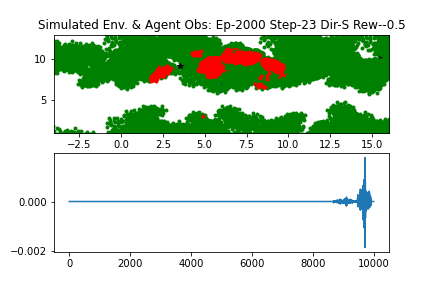 Simulated Env. & Agent Obs: Ep-2000 Step-23 Dir-S Rew--0.5
10
5
−2.5 0.0 2.5 5.0 7.5 10.0 12.5 15.0
0.000
−0.002
0 2000 4000 6000 8000 10000